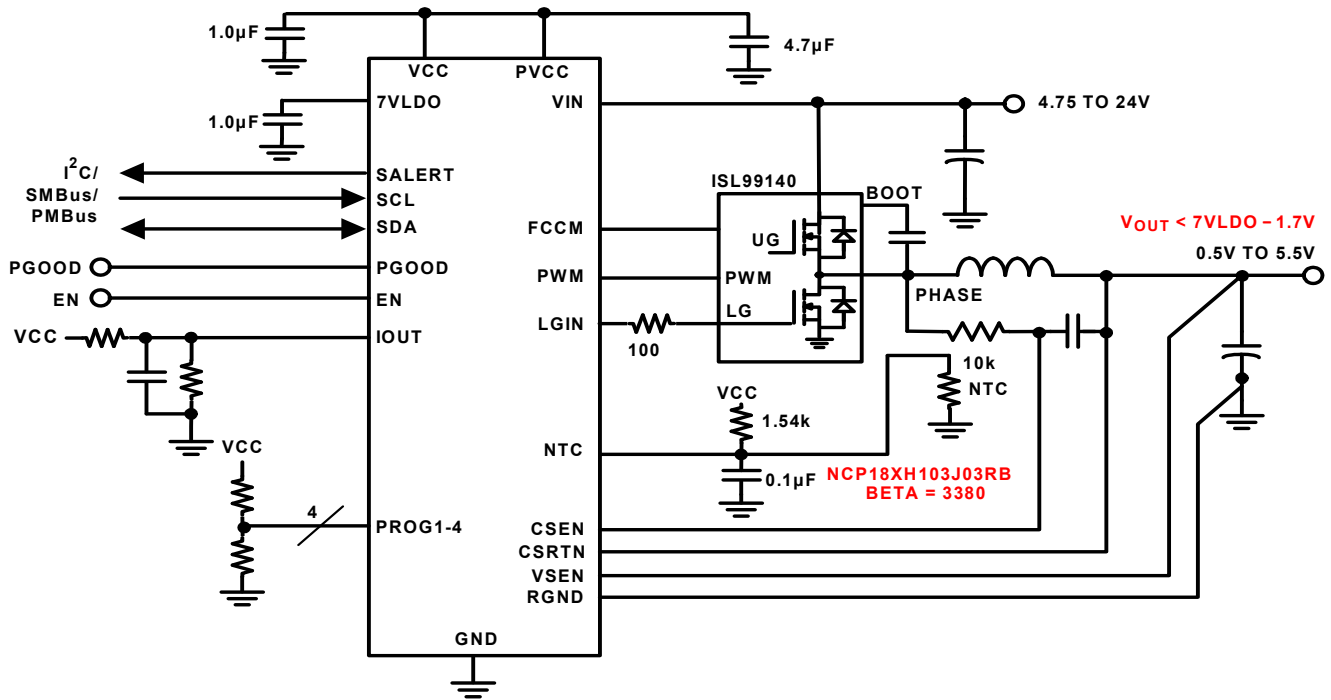 1.0µF
4.7µF
VCC
PVCC
7VLDO
VIN
4.75 TO 24V
1.0µF
I²C/
SMBus/
PMBus
SALERT
SCL
SDA
ISL99140
BOOT
FCCM
UG
VOUT < 7VLDO – 1.7V
0.5V TO 5.5V
PGOOD
PGOOD
PWM
PWM
PHASE
EN
EN
VCC
IOUT
LGIN
LG
100
10k
NTC
VCC
1.54k
VCC
NTC
0.1µF
NCP18XH103J03RB
BETA = 3380
4
PROG1-4
CSEN
CSRTN
VSEN
RGND
GND